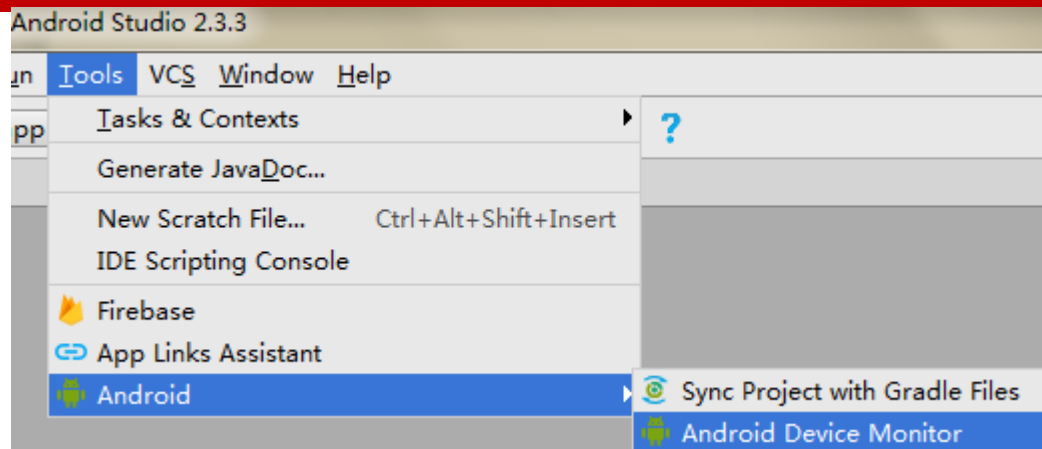 Android Studio 2.3.3
un Tools VCS Window Help
pp
Tasks & Contexts
Generate JavaDoc...
New Scratch File... Ctrl+Alt+Shift+Insert
IDE Scripting Console
Firebase
App Links Assistant
Android
Sync Project with Gradle Files
Android Device Monitor
?